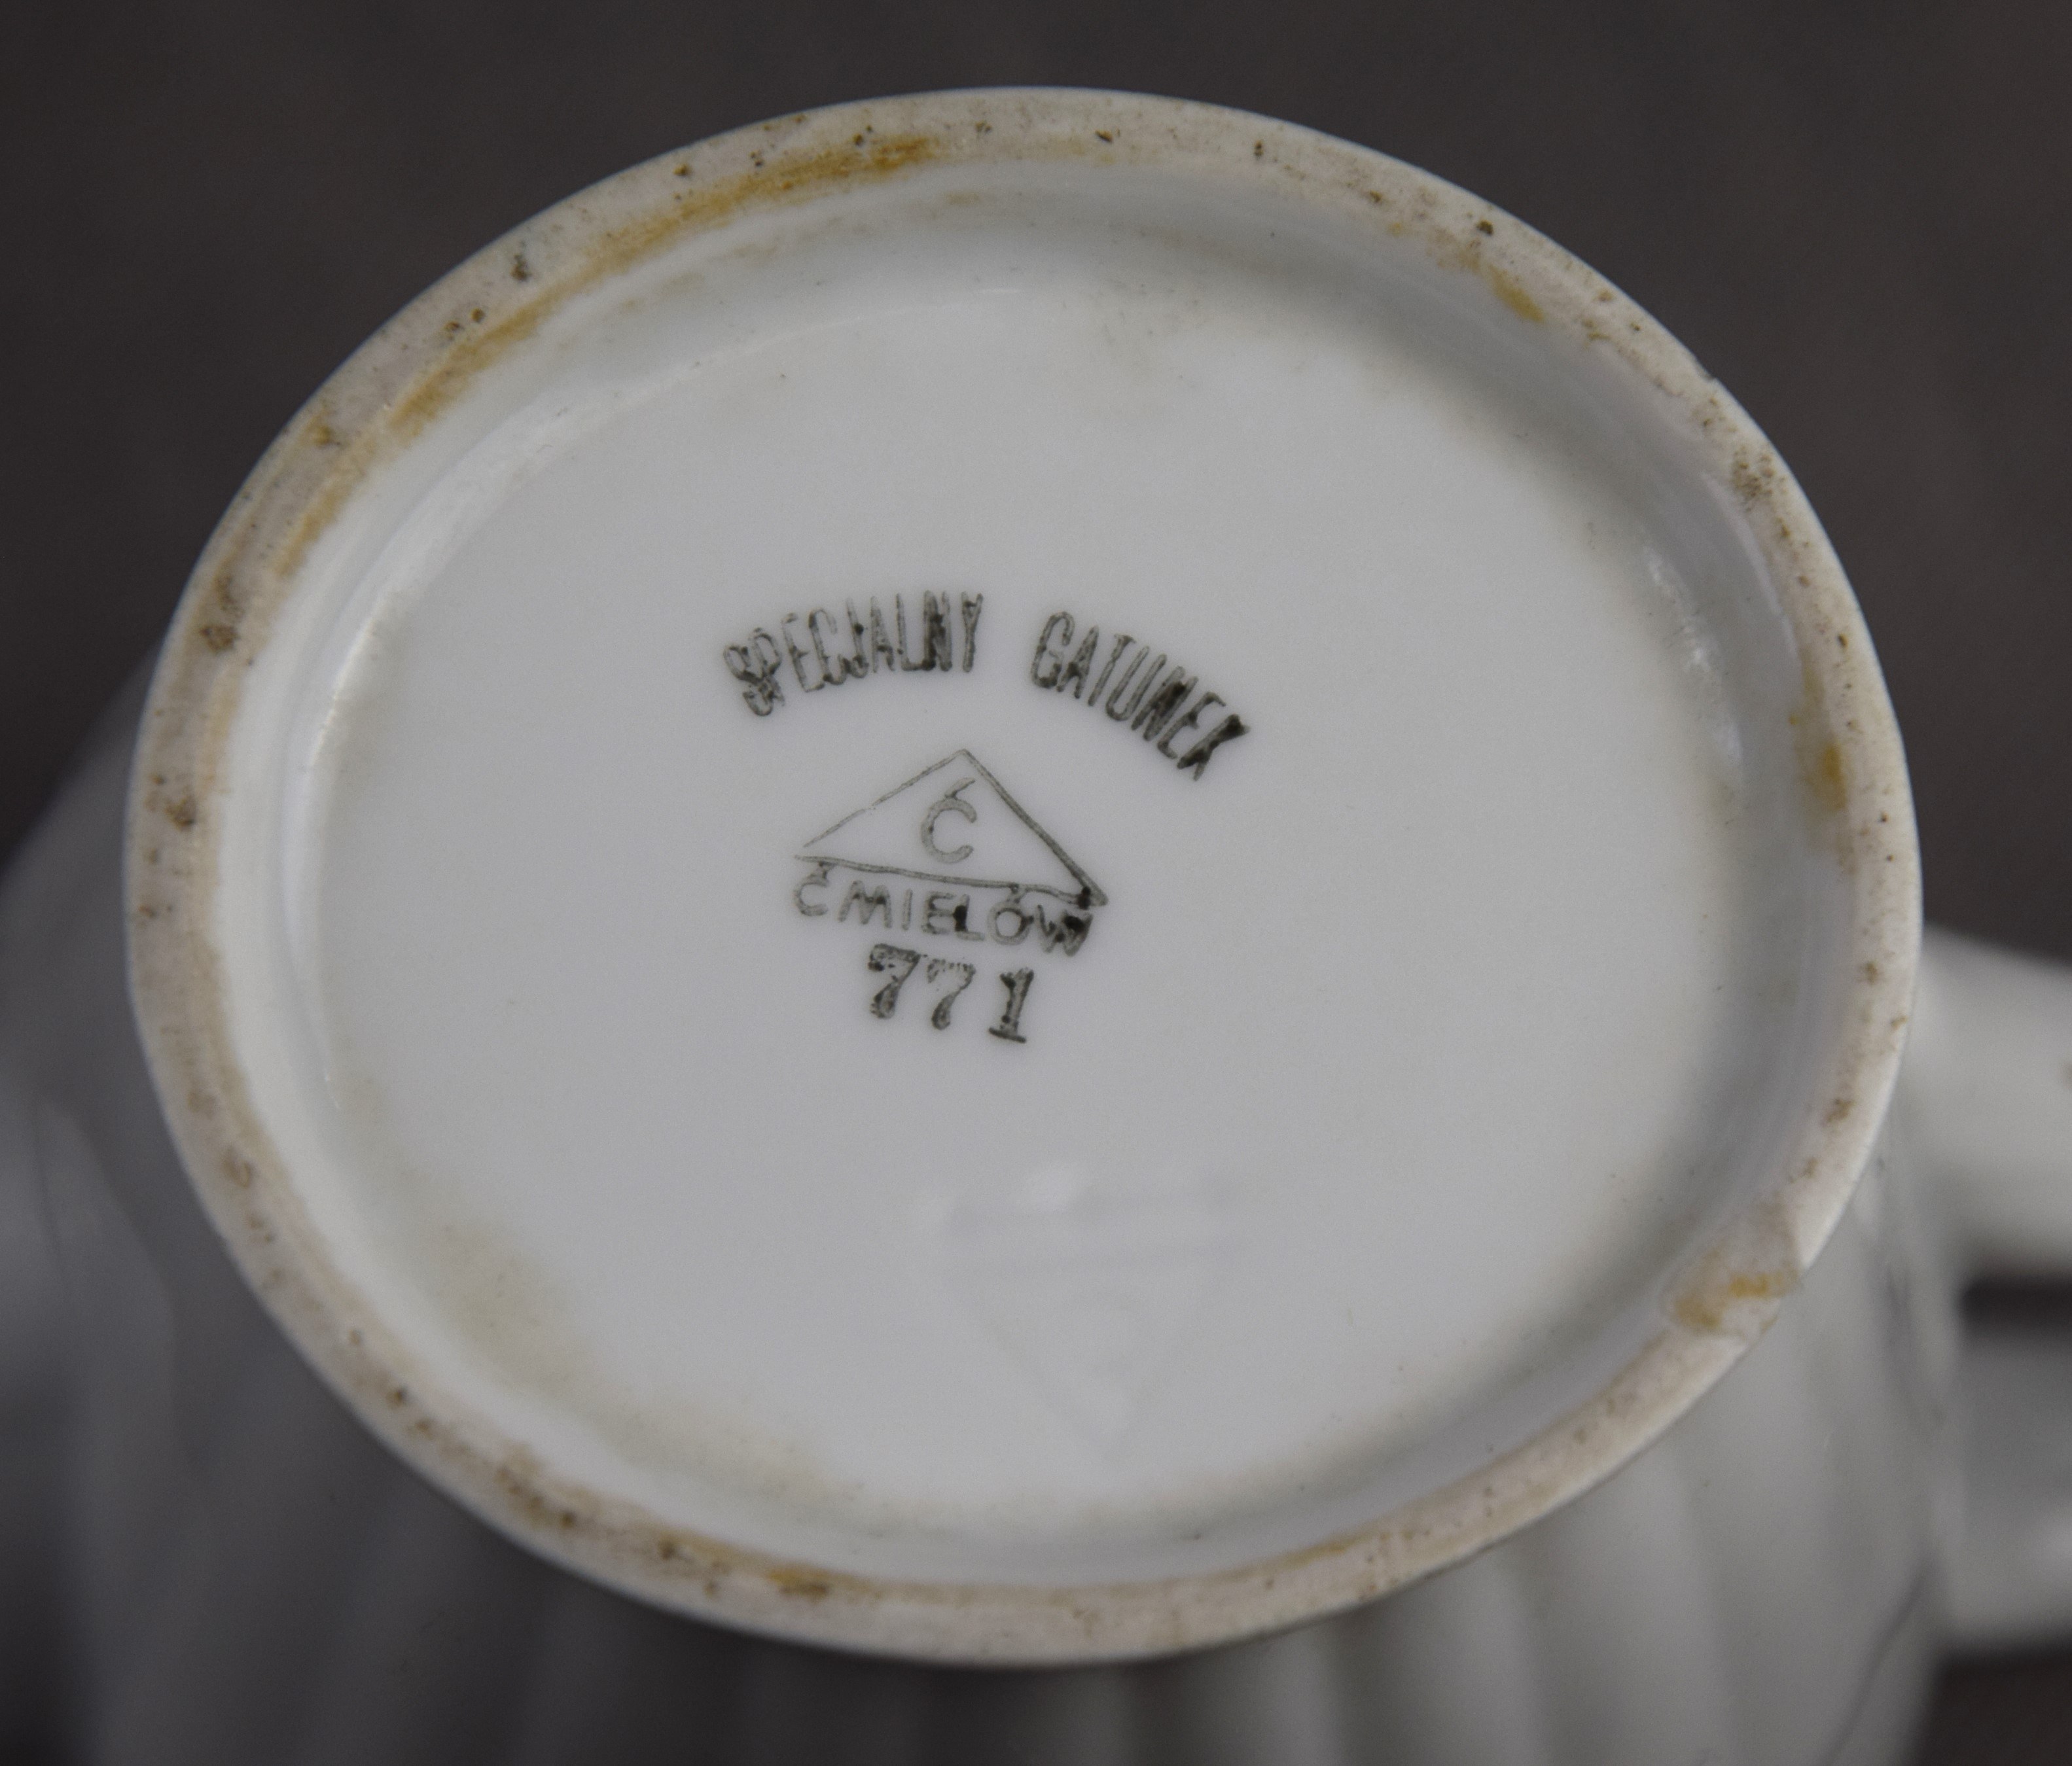 SPECJALNY GATUNEK
Ć
ĆMIELÓW
771